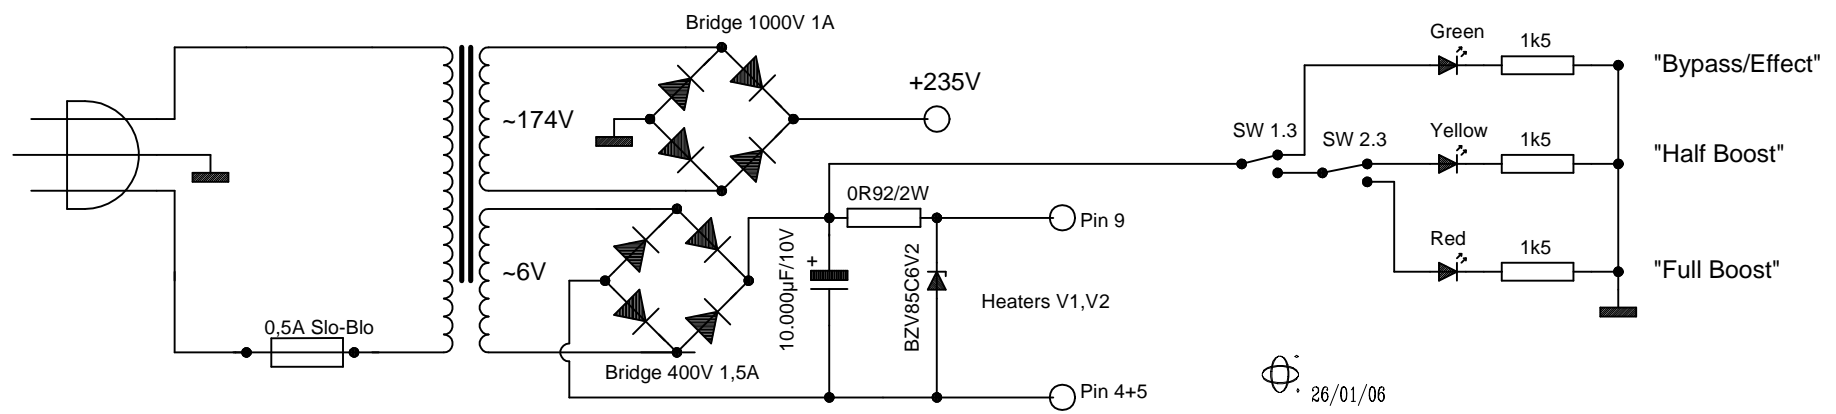 Bridge 1000V 1A
Green
1k5
"Bypass/Effect"
+235V
~174V
SW 1.3
SW 2.3
Yellow
1k5
"Half Boost"
0R92/2W
Pin 9
10.000µF/10V
+
BZV85C6V2
Red
1k5
"Full Boost"
~6V
Heaters V1,V2
0,5A Slo-Blo
Bridge 400V 1,5A
Pin 4+5
26/01/06